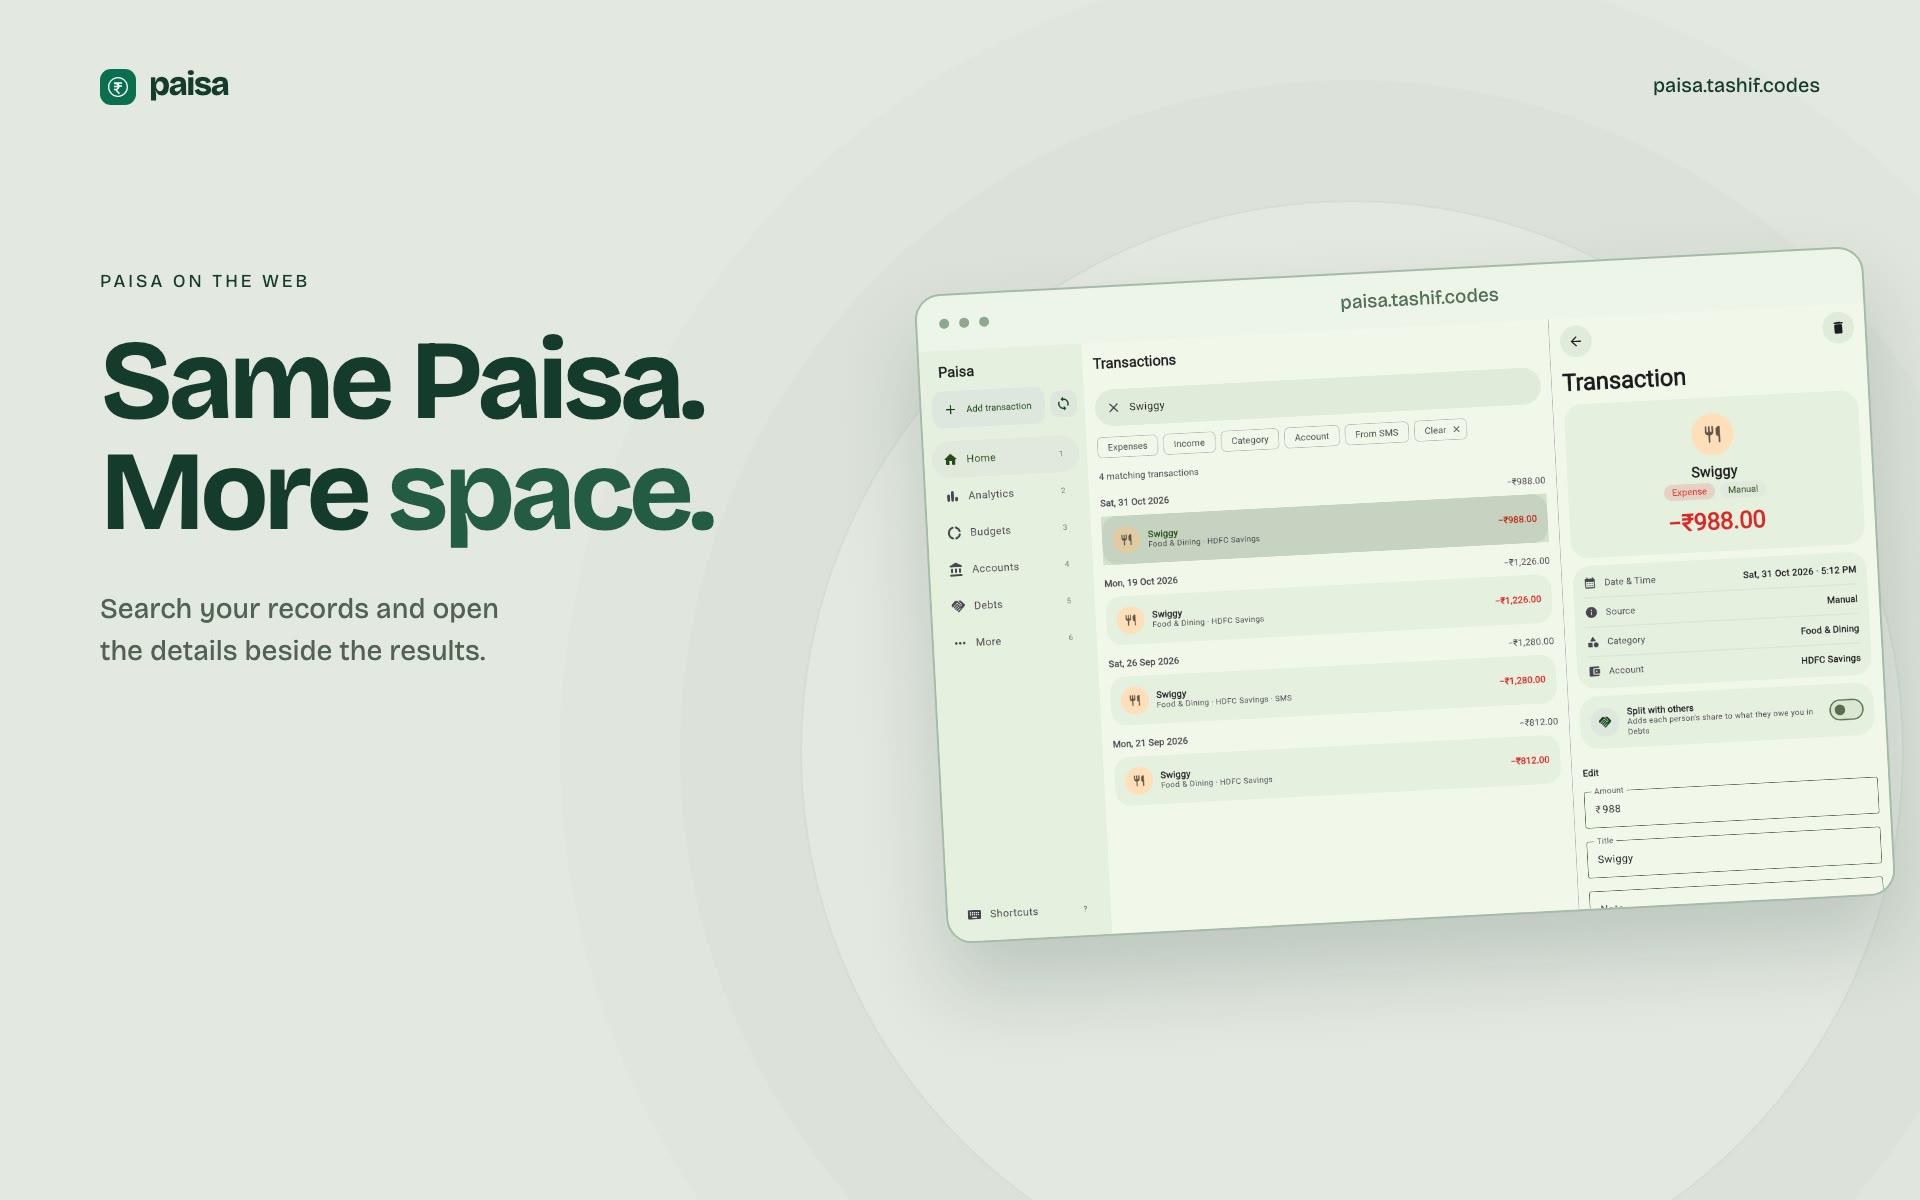 paisa
paisa.tashif.codes
PAISA ON THE WEB
Same Paisa.
More space.
Search your records and open
the details beside the results.
paisa.tashif.codes
Paisa
+ Add transaction
Home 1
Analytics 2
Budgets 3
Accounts 4
Debts 5
More 6
Shortcuts ?
Transactions
Swiggy
Expenses Income Category Account From SMS Clear ×
4 matching transactions
Sat, 31 Oct 2026 −₹988.00
Swiggy −₹988.00
Food & Dining · HDFC Savings
Mon, 19 Oct 2026 −₹1,226.00
Swiggy −₹1,226.00
Food & Dining · HDFC Savings
Sat, 26 Sep 2026 −₹1,280.00
Swiggy −₹1,280.00
Food & Dining · HDFC Savings · SMS
Mon, 21 Sep 2026 −₹812.00
Swiggy −₹812.00
Food & Dining · HDFC Savings
Transaction
Swiggy
Expense Manual
−₹988.00
Date & Time Sat, 31 Oct 2026 · 5:12 PM
Source Manual
Category Food & Dining
Account HDFC Savings
Split with others
Adds each person's share to what they owe you in
Debts
Edit
Amount
₹ 988
Title
Swiggy